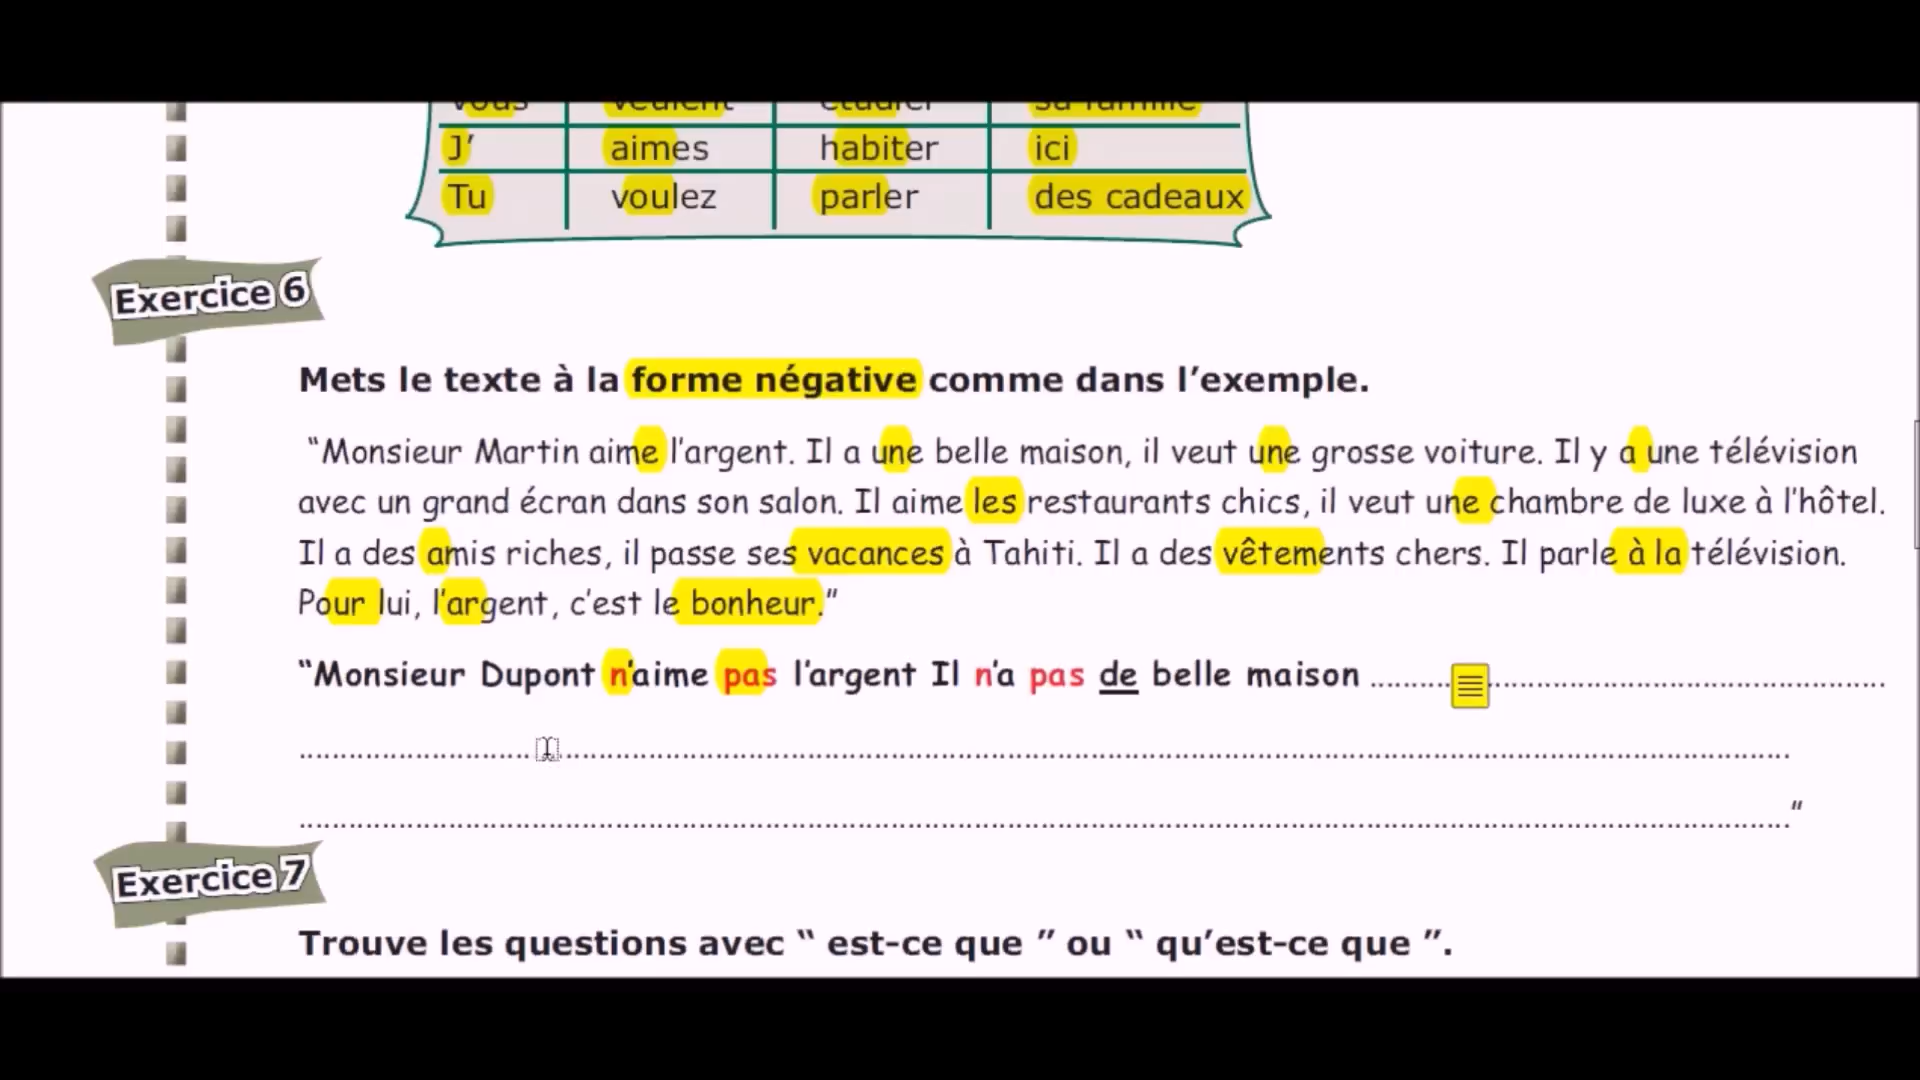 vous veulent étudier sa famille
J’ aimes habiter ici
Tu voulez parler des cadeaux
Exercice 6
Mets le texte à la forme négative comme dans l’exemple.
“Monsieur Martin aime l’argent. Il a une belle maison, il veut une grosse voiture. Il y a une télévision
avec un grand écran dans son salon. Il aime les restaurants chics, il veut une chambre de luxe à l’hôtel.
Il a des amis riches, il passe ses vacances à Tahiti. Il a des vêtements chers. Il parle à la télévision.
Pour lui, l’argent, c’est le bonheur.”
“Monsieur Dupont n’aime pas l’argent Il n’a pas de belle maison ....................................................
....................................................................................................
....................................................................................................”
Exercice 7
Trouve les questions avec “ est-ce que ” ou “ qu’est-ce que ”.